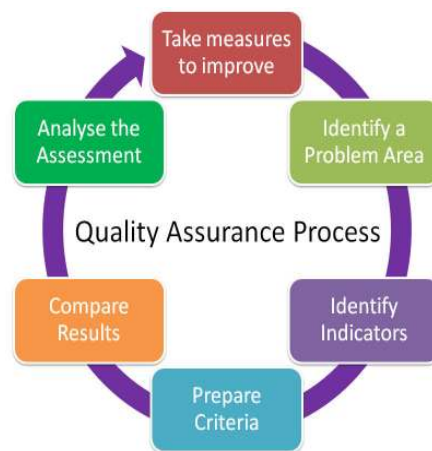 Take measures
to improve
Identify a
Problem Area
Identify
Indicators
Prepare
Criteria
Compare
Results
Analyse the
Assessment
Quality Assurance Process